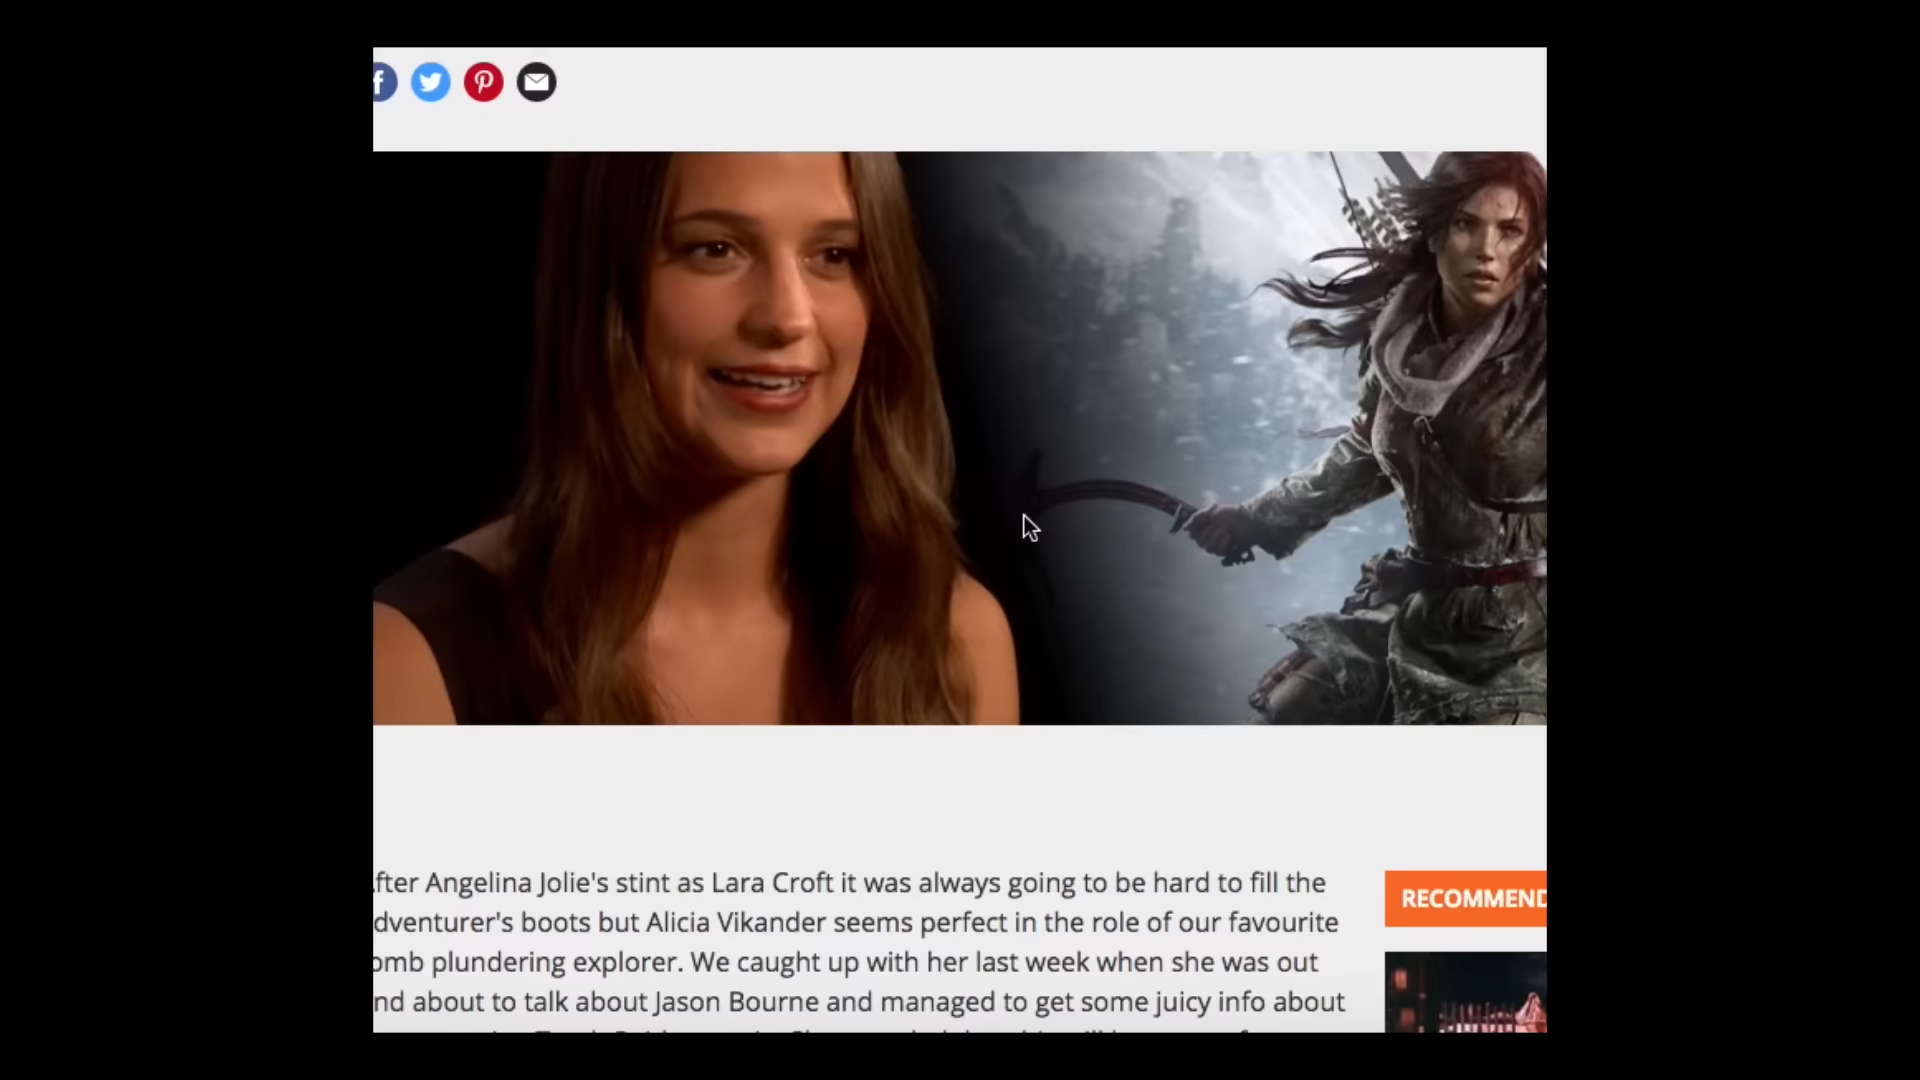 fter Angelina Jolie's stint as Lara Croft it was always going to be hard to fill the
dventurer's boots but Alicia Vikander seems perfect in the role of our favourite
omb plundering explorer. We caught up with her last week when she was out
nd about to talk about Jason Bourne and managed to get some juicy info about
RECOMMEND